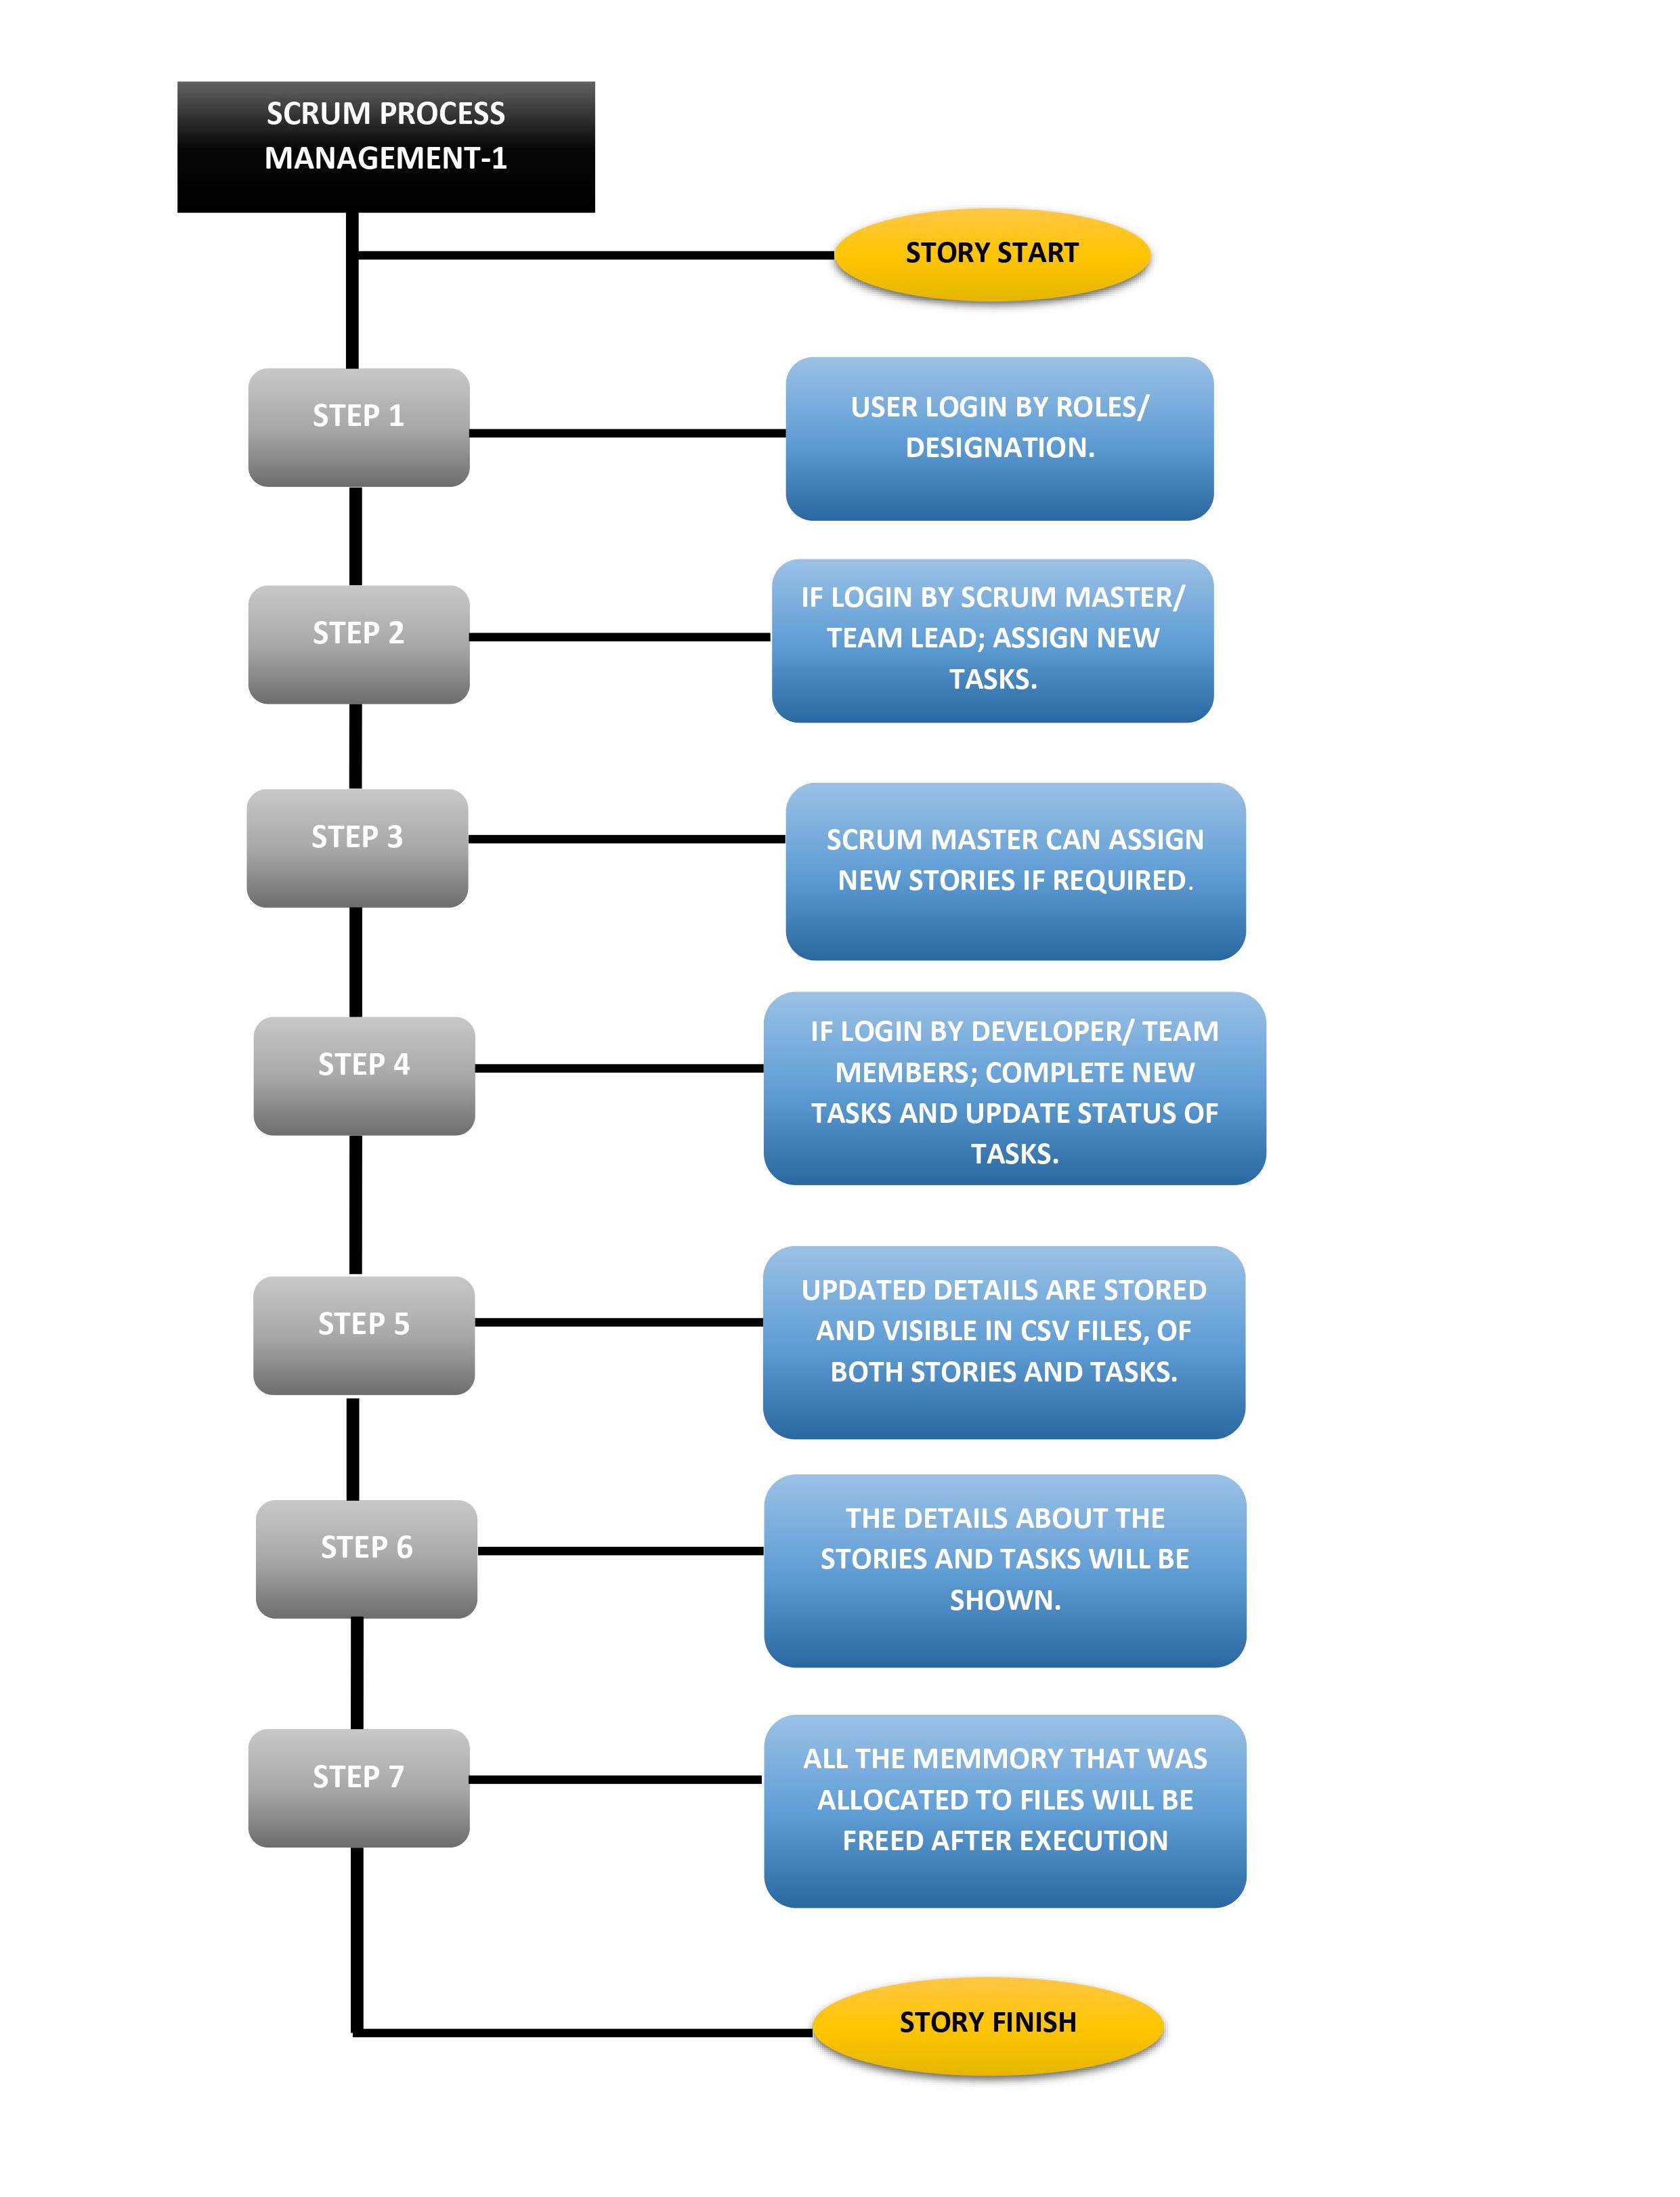 SCRUM PROCESS
MANAGEMENT-1
STORY START
STEP 1
USER LOGIN BY ROLES/
DESIGNATION.
STEP 2
IF LOGIN BY SCRUM MASTER/
TEAM LEAD; ASSIGN NEW
TASKS.
STEP 3
SCRUM MASTER CAN ASSIGN
NEW STORIES IF REQUIRED.
STEP 4
IF LOGIN BY DEVELOPER/ TEAM
MEMBERS; COMPLETE NEW
TASKS AND UPDATE STATUS OF
TASKS.
STEP 5
UPDATED DETAILS ARE STORED
AND VISIBLE IN CSV FILES, OF
BOTH STORIES AND TASKS.
STEP 6
THE DETAILS ABOUT THE
STORIES AND TASKS WILL BE
SHOWN.
STEP 7
ALL THE MEMMORY THAT WAS
ALLOCATED TO FILES WILL BE
FREED AFTER EXECUTION
STORY FINISH